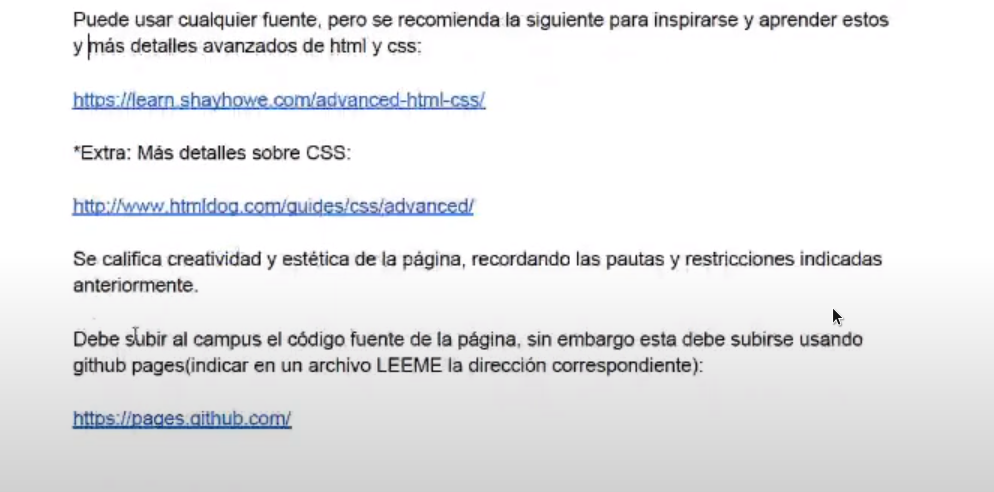 Puede usar cualquier fuente, pero se recomienda la siguiente para inspirarse y aprender estos
y más detalles avanzados de html y css:
https://learn.shayhowe.com/advanced-html-css/
*Extra: Más detalles sobre CSS:
http://www.htmldog.com/guides/css/advanced/
Se califica creatividad y estética de la página, recordando las pautas y restricciones indicadas
anteriormente.
Debe subir al campus el código fuente de la página, sin embargo esta debe subirse usando
github pages(indicar en un archivo LEEME la dirección correspondiente):
https://pages.github.com/